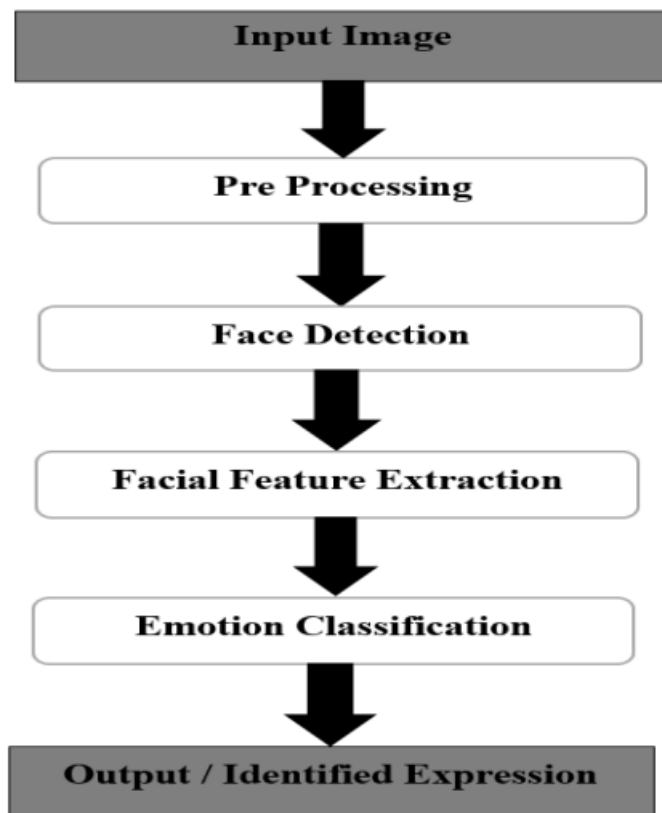 Input Image
Pre Processing
Face Detection
Facial Feature Extraction
Emotion Classification
Output / Identified Expression